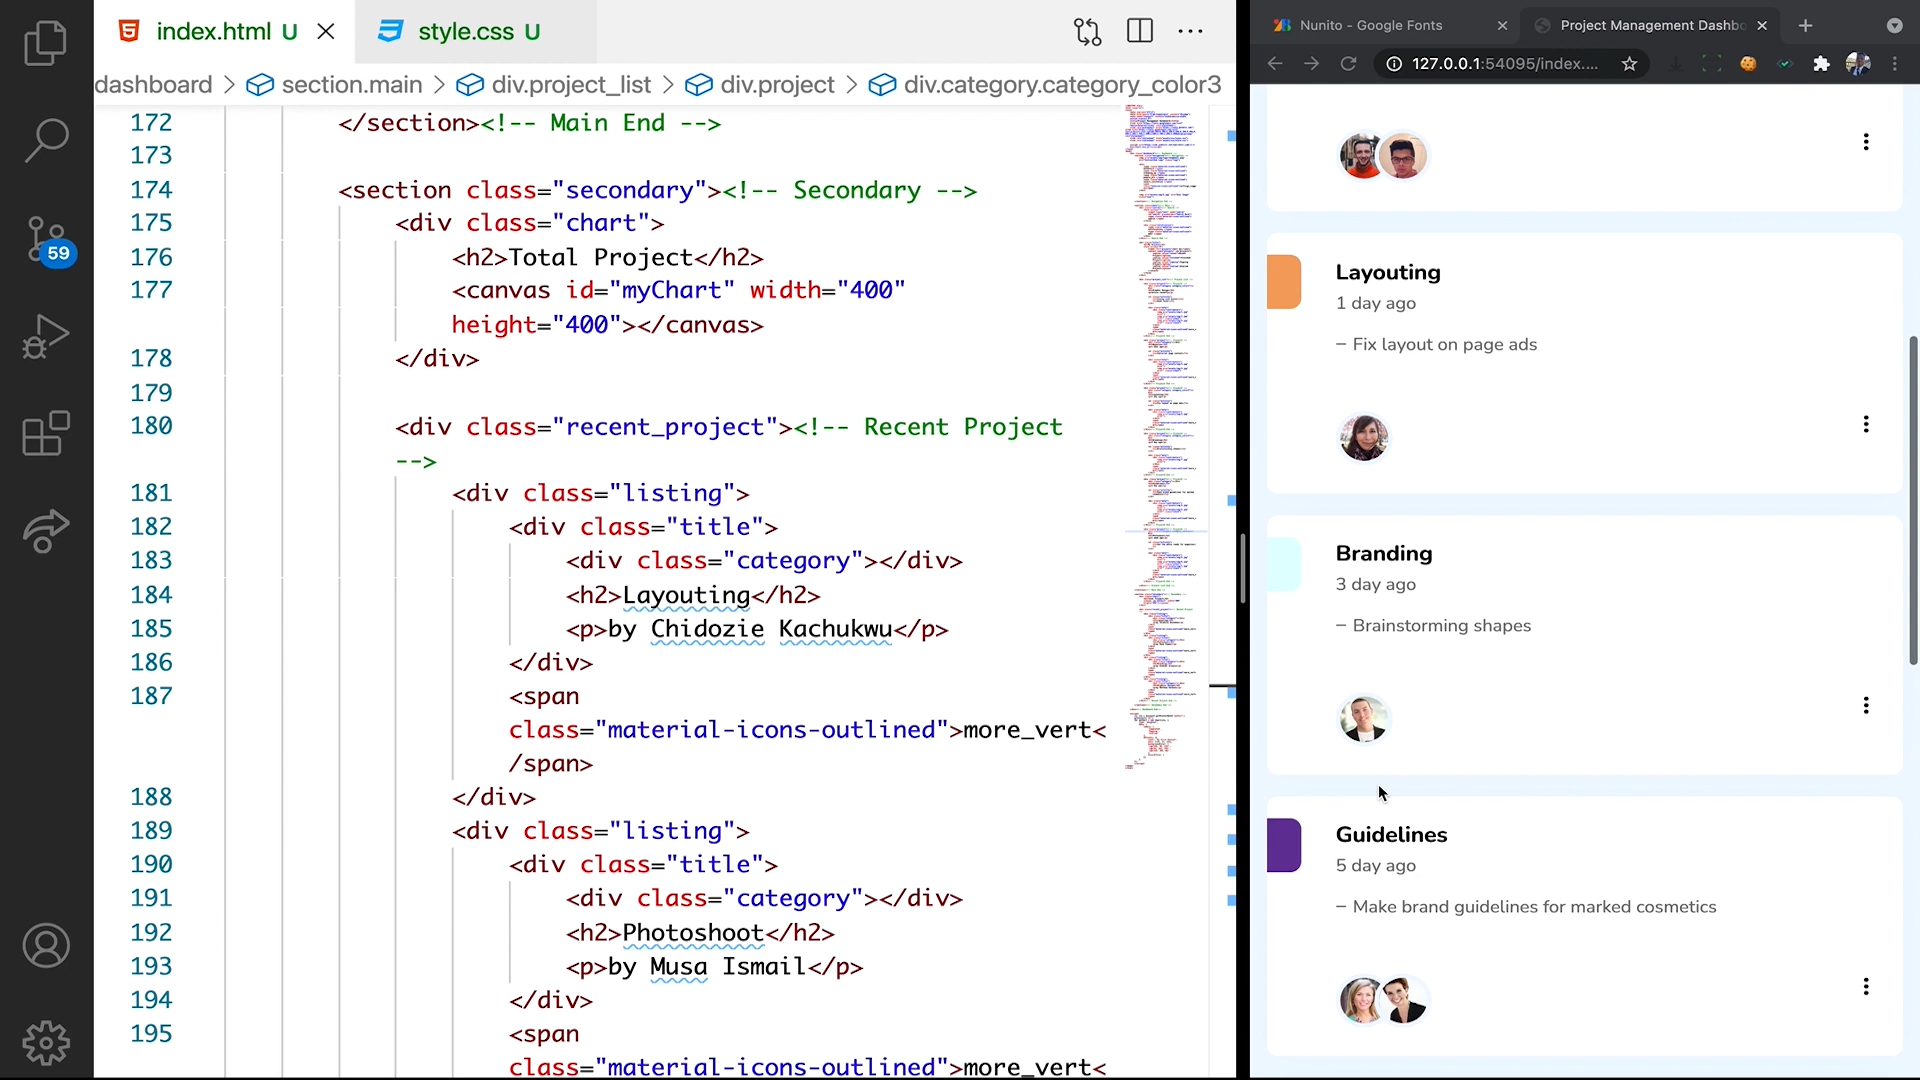 index.html U
style.css U
dashboard > section.main > div.project_list > div.project > div.category.category_color3
172 </section><!-- Main End -->
173
174 <section class="secondary"><!-- Secondary -->
175 <div class="chart">
176 <h2>Total Project</h2>
177 <canvas id="myChart" width="400"
height="400"></canvas>
178 </div>
179
180 <div class="recent_project"><!-- Recent Project
-->
181 <div class="listing">
182 <div class="title">
183 <div class="category"></div>
184 <h2>Layouting</h2>
185 <p>by Chidozie Kachukwu</p>
186 </div>
187 <span
class="material-icons-outlined">more_vert<
/span>
188 </div>
189 <div class="listing">
190 <div class="title">
191 <div class="category"></div>
192 <h2>Photoshoot</h2>
193 <p>by Musa Ismail</p>
194 </div>
195 <span
class="material-icons-outlined">more_vert<
59
Nunito - Google Fonts
Project Management Dashbo
127.0.0.1:54095/index....
Layouting
1 day ago
– Fix layout on page ads
Branding
3 day ago
– Brainstorming shapes
Guidelines
5 day ago
– Make brand guidelines for marked cosmetics